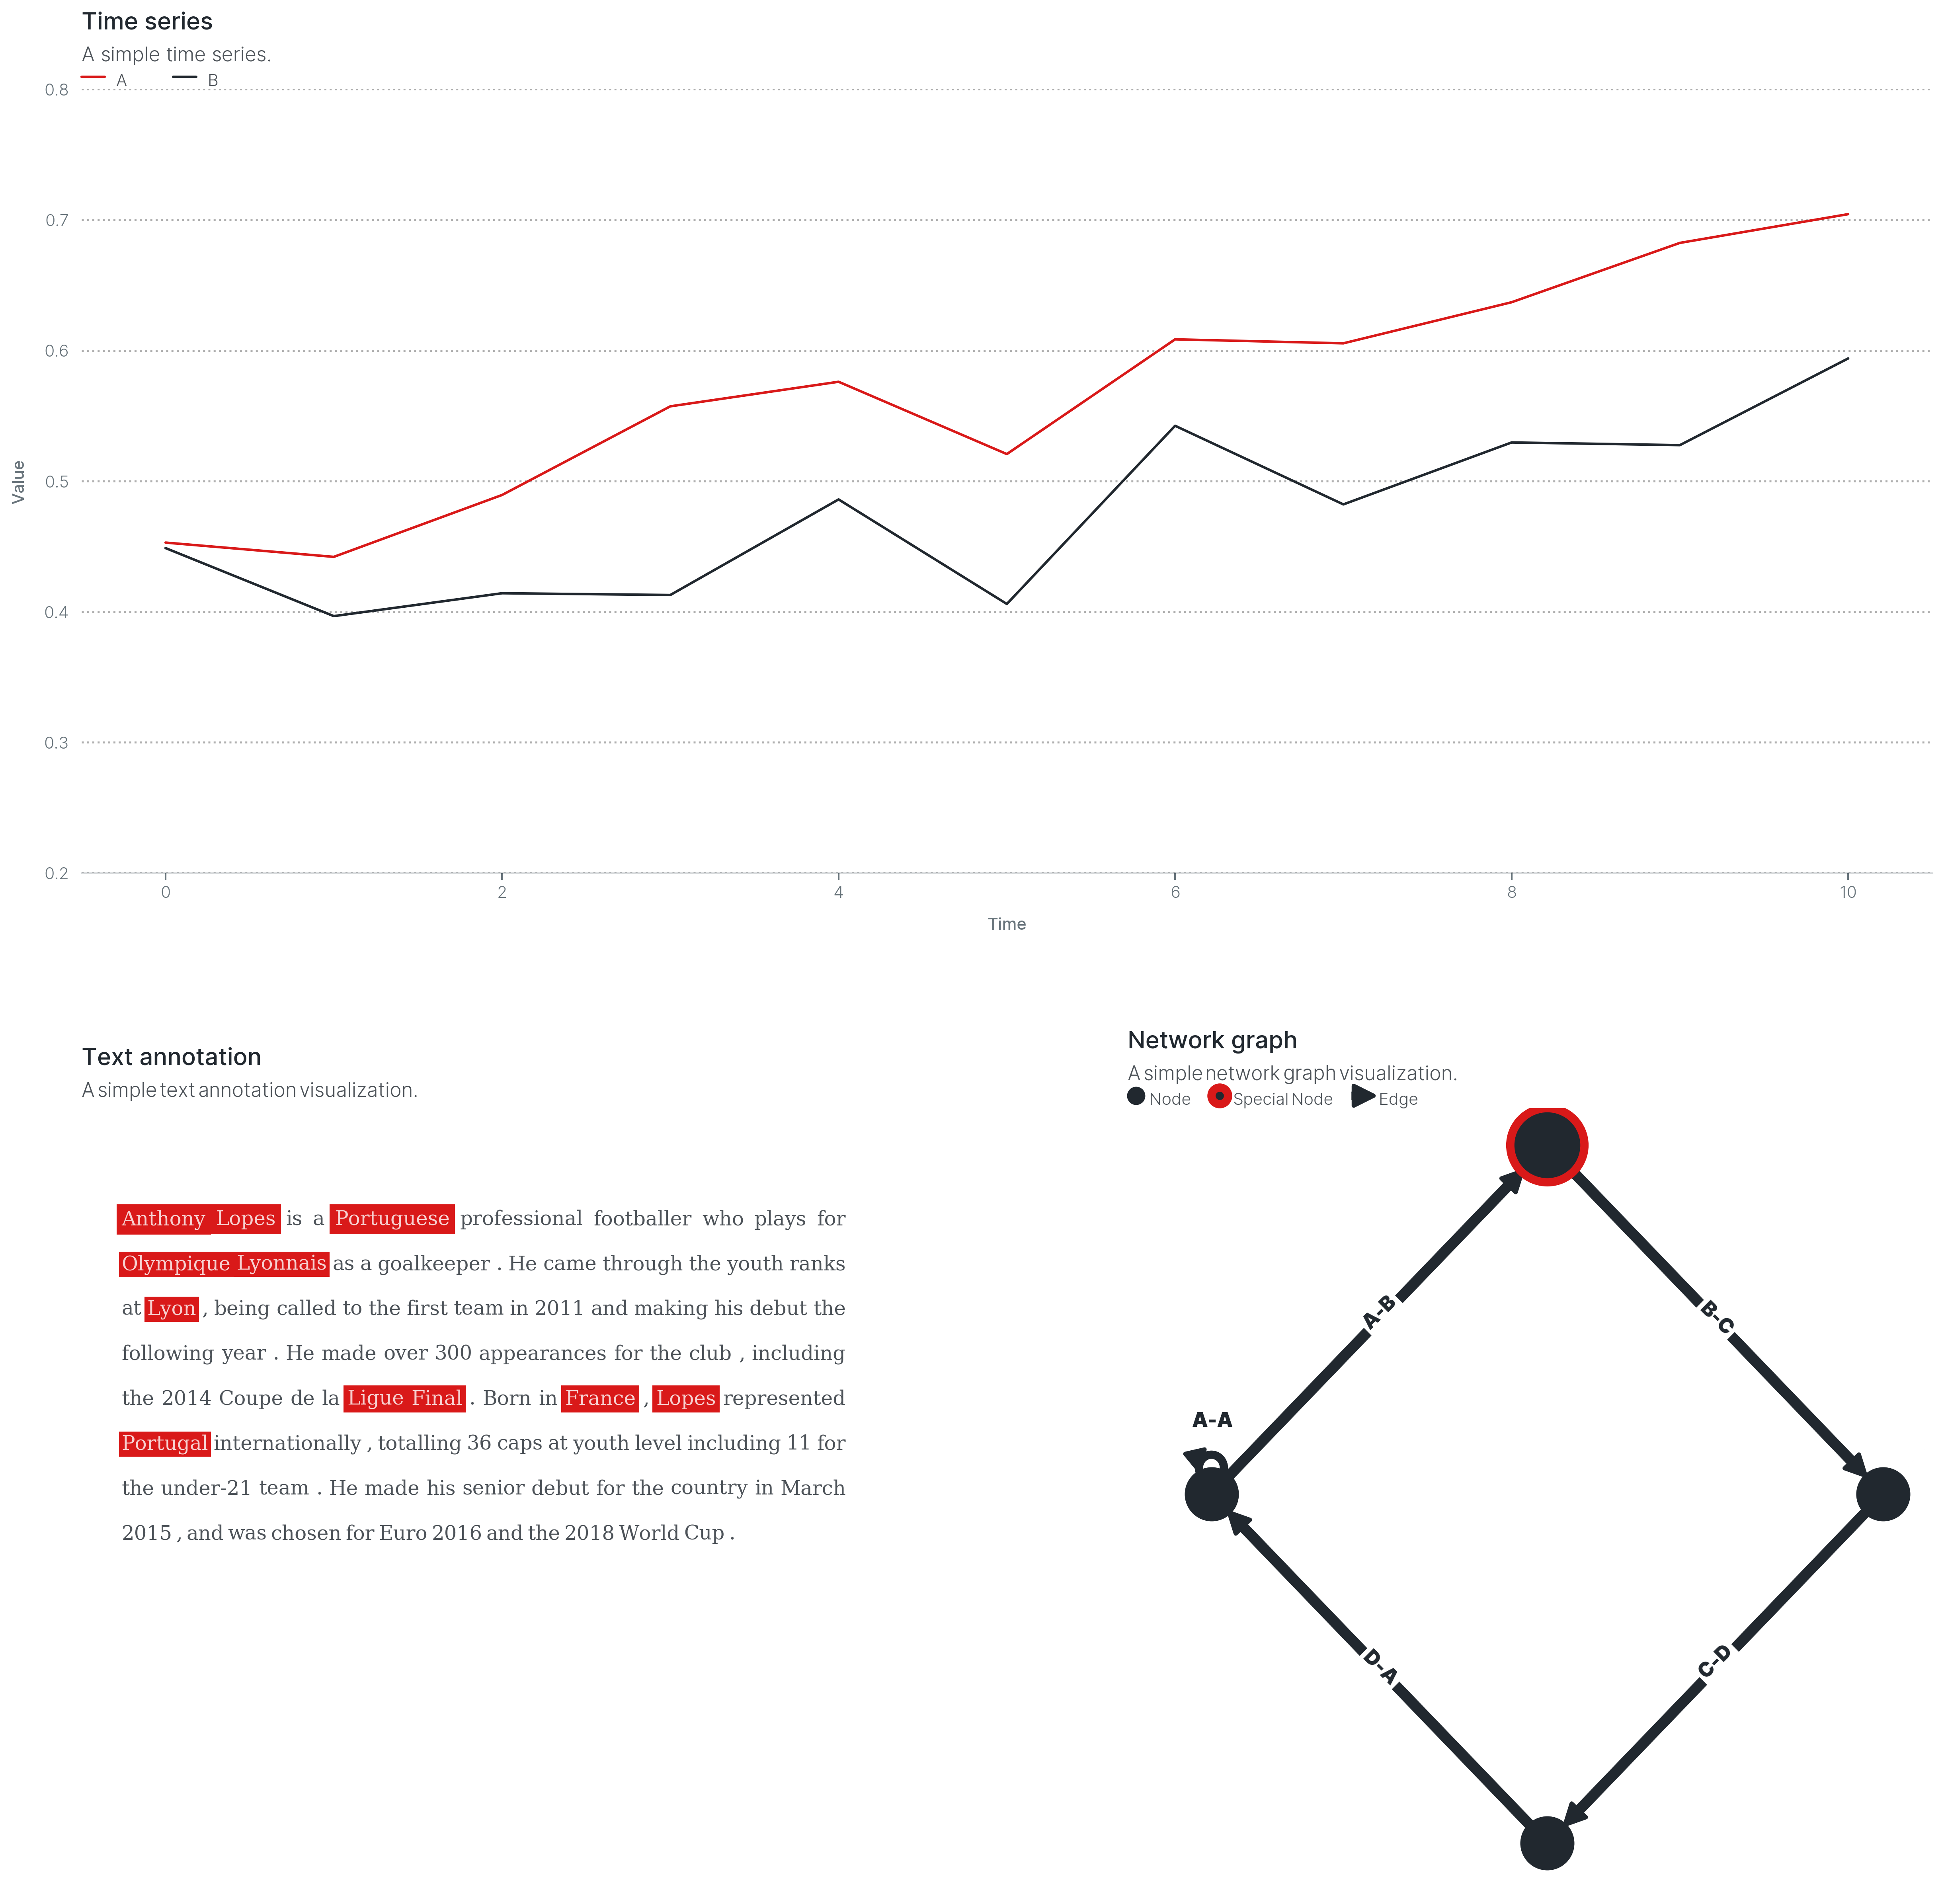 Time series
A simple time series.
A B
0.8
0.7
0.6
0.5
0.4
0.3
0.2
Value
0 2 4 6 8 10
Time
Text annotation
A simple text annotation visualization.
Anthony Lopes is a Portuguese professional footballer who plays for
Olympique Lyonnais as a goalkeeper . He came through the youth ranks
at Lyon , being called to the first team in 2011 and making his debut the
following year . He made over 300 appearances for the club , including
the 2014 Coupe de la Ligue Final . Born in France , Lopes represented
Portugal internationally , totalling 36 caps at youth level including 11 for
the under-21 team . He made his senior debut for the country in March
2015 , and was chosen for Euro 2016 and the 2018 World Cup .
Network graph
A simple network graph visualization.
Node Special Node Edge
A-B
B-C
A-A
D-A
C-D